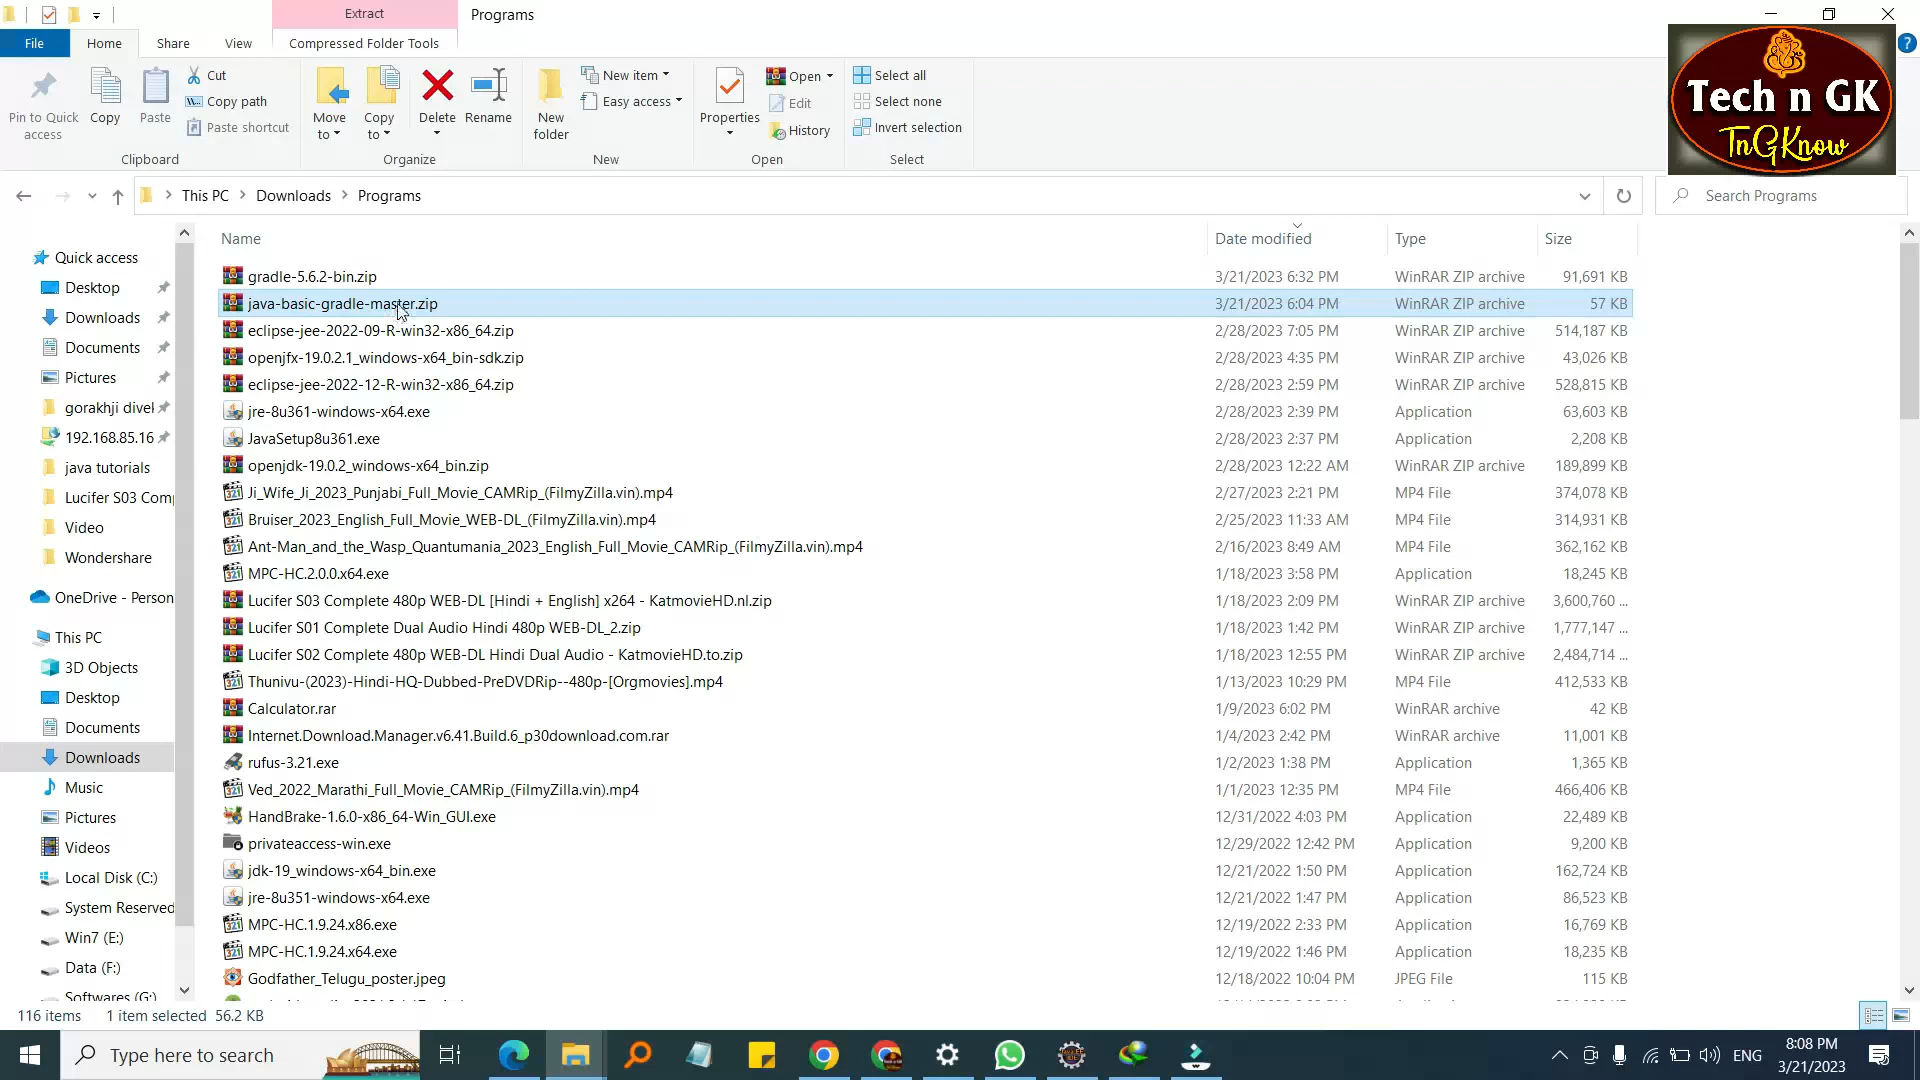 Extract
Programs
File
Home
Share
View
Compressed Folder Tools
Pin to Quick access
Copy
Paste
Cut
Copy path
Paste shortcut
Clipboard
Move to
Copy to
Delete
Rename
Organize
New folder
New item
Easy access
New
Properties
Open
Edit
History
Open
Select all
Select none
Invert selection
Select
Tech n GK
TnGKnow
This PC
Downloads
Programs
Search Programs
Quick access
Desktop
Downloads
Documents
Pictures
gorakhji divel
192.168.85.16
java tutorials
Lucifer S03 Comp
Video
Wondershare
OneDrive - Person
This PC
3D Objects
Desktop
Documents
Downloads
Music
Pictures
Videos
Local Disk (C:)
System Reserved
Win7 (E:)
Data (F:)
Softwares (G:)
Name Date modified Type Size
gradle-5.6.2-bin.zip 3/21/2023 6:32 PM WinRAR ZIP archive 91,691 KB
java-basic-gradle-master.zip 3/21/2023 6:04 PM WinRAR ZIP archive 57 KB
eclipse-jee-2022-09-R-win32-x86_64.zip 2/28/2023 7:05 PM WinRAR ZIP archive 514,187 KB
openjfx-19.0.2.1_windows-x64_bin-sdk.zip 2/28/2023 4:35 PM WinRAR ZIP archive 43,026 KB
eclipse-jee-2022-12-R-win32-x86_64.zip 2/28/2023 2:59 PM WinRAR ZIP archive 528,815 KB
jre-8u361-windows-x64.exe 2/28/2023 2:39 PM Application 63,603 KB
JavaSetup8u361.exe 2/28/2023 2:37 PM Application 2,208 KB
openjdk-19.0.2_windows-x64_bin.zip 2/28/2023 12:22 AM WinRAR ZIP archive 189,899 KB
Ji_Wife_Ji_2023_Punjabi_Full_Movie_CAMRip_(FilmyZilla.vin).mp4 2/27/2023 2:21 PM MP4 File 374,078 KB
Bruiser_2023_English_Full_Movie_WEB-DL_(FilmyZilla.vin).mp4 2/25/2023 11:33 AM MP4 File 314,931 KB
Ant-Man_and_the_Wasp_Quantumania_2023_English_Full_Movie_CAMRip_(FilmyZilla.vin).mp4 2/16/2023 8:49 AM MP4 File 362,162 KB
MPC-HC.2.0.0.x64.exe 1/18/2023 3:58 PM Application 18,245 KB
Lucifer S03 Complete 480p WEB-DL [Hindi + English] x264 - KatmovieHD.nl.zip 1/18/2023 2:09 PM WinRAR ZIP archive 3,600,760 ...
Lucifer S01 Complete Dual Audio Hindi 480p WEB-DL_2.zip 1/18/2023 1:42 PM WinRAR ZIP archive 1,777,147 ...
Lucifer S02 Complete 480p WEB-DL Hindi Dual Audio - KatmovieHD.to.zip 1/18/2023 12:55 PM WinRAR ZIP archive 2,484,714 ...
Thunivu-(2023)-Hindi-HQ-Dubbed-PreDVDRip--480p-[Orgmovies].mp4 1/13/2023 10:29 PM MP4 File 412,533 KB
Calculator.rar 1/9/2023 6:02 PM WinRAR archive 42 KB
Internet.Download.Manager.v6.41.Build.6_p30download.com.rar 1/4/2023 2:42 PM WinRAR archive 11,001 KB
rufus-3.21.exe 1/2/2023 1:38 PM Application 1,365 KB
Ved_2022_Marathi_Full_Movie_CAMRip_(FilmyZilla.vin).mp4 1/1/2023 12:35 PM MP4 File 466,406 KB
HandBrake-1.6.0-x86_64-Win_GUI.exe 12/31/2022 4:03 PM Application 22,489 KB
privateaccess-win.exe 12/29/2022 12:42 PM Application 9,200 KB
jdk-19_windows-x64_bin.exe 12/21/2022 1:50 PM Application 162,724 KB
jre-8u351-windows-x64.exe 12/21/2022 1:47 PM Application 86,523 KB
MPC-HC.1.9.24.x86.exe 12/19/2022 2:33 PM Application 16,769 KB
MPC-HC.1.9.24.x64.exe 12/19/2022 1:46 PM Application 18,235 KB
Godfather_Telugu_poster.jpeg 12/18/2022 10:04 PM JPEG File 115 KB
116 items 1 item selected 56.2 KB
Type here to search
ENG
8:08 PM
3/21/2023